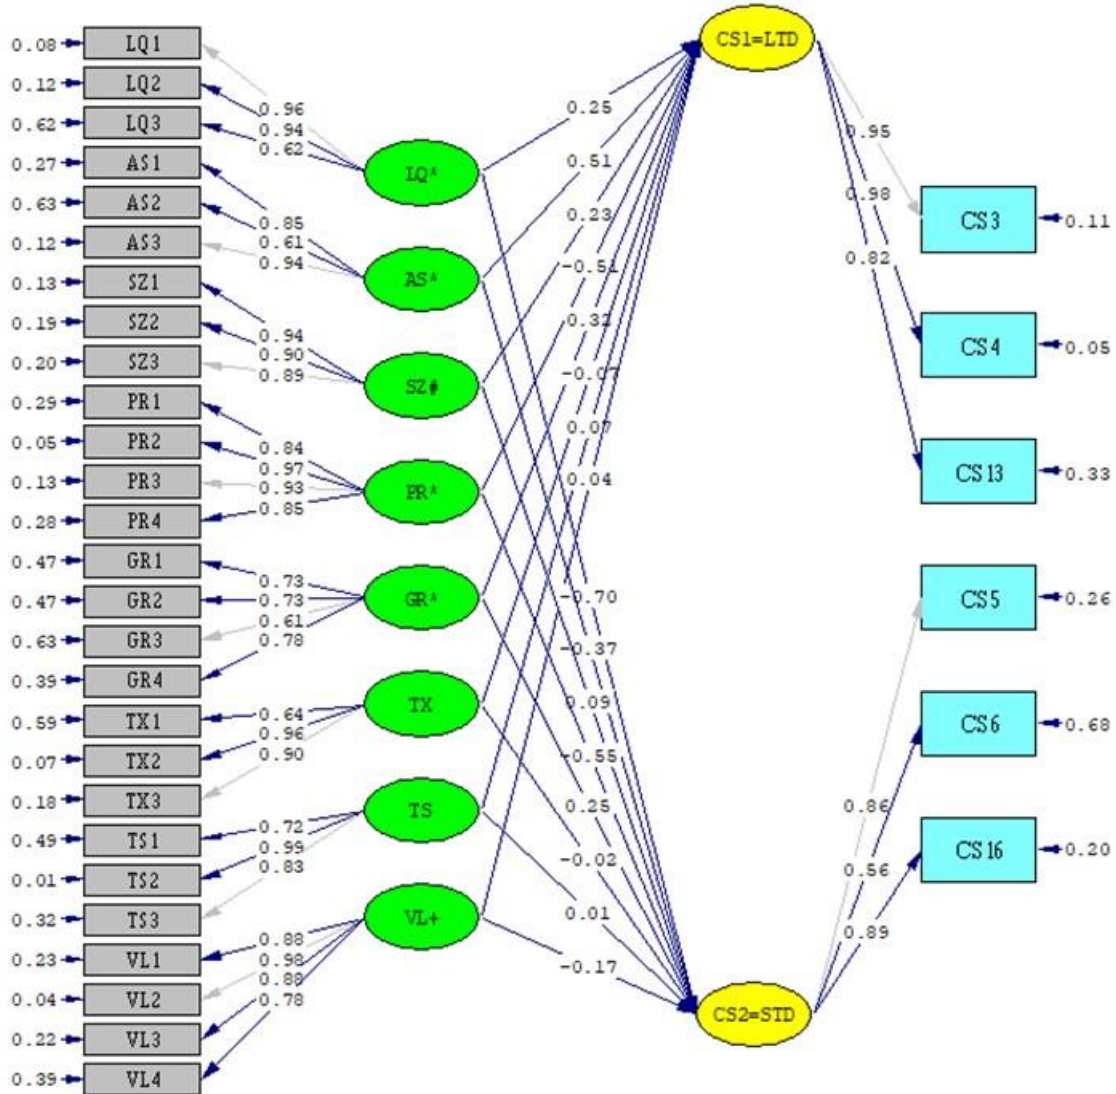 0.08 LQ1
0.12 LQ2
0.62 LQ3
0.27 AS1
0.63 AS2
0.12 AS3
0.13 SZ1
0.19 SZ2
0.20 SZ3
0.29 PR1
0.05 PR2
0.13 PR3
0.28 PR4
0.47 GR1
0.47 GR2
0.63 GR3
0.39 GR4
0.59 TX1
0.07 TX2
0.18 TX3
0.49 TS1
0.01 TS2
0.32 TS3
0.23 VL1
0.04 VL2
0.22 VL3
0.39 VL4
0.96
0.94
0.62
0.85
0.61
0.94
0.94
0.90
0.89
0.84
0.97
0.93
0.85
0.73
0.73
0.61
0.78
0.64
0.96
0.90
0.72
0.99
0.83
0.88
0.98
0.88
0.78
LQ*
AS*
SZ#
PR*
GR*
TX
TS
VL+
0.25
0.51
0.23
-0.51
0.32
-0.07
0.07
0.04
-0.70
-0.37
0.09
-0.55
0.25
-0.02
0.01
-0.17
CS1=LTD
CS2=STD
0.95
0.98
0.82
0.86
0.56
0.89
CS3 0.11
CS4 0.05
CS13 0.33
CS5 0.26
CS6 0.68
CS16 0.20